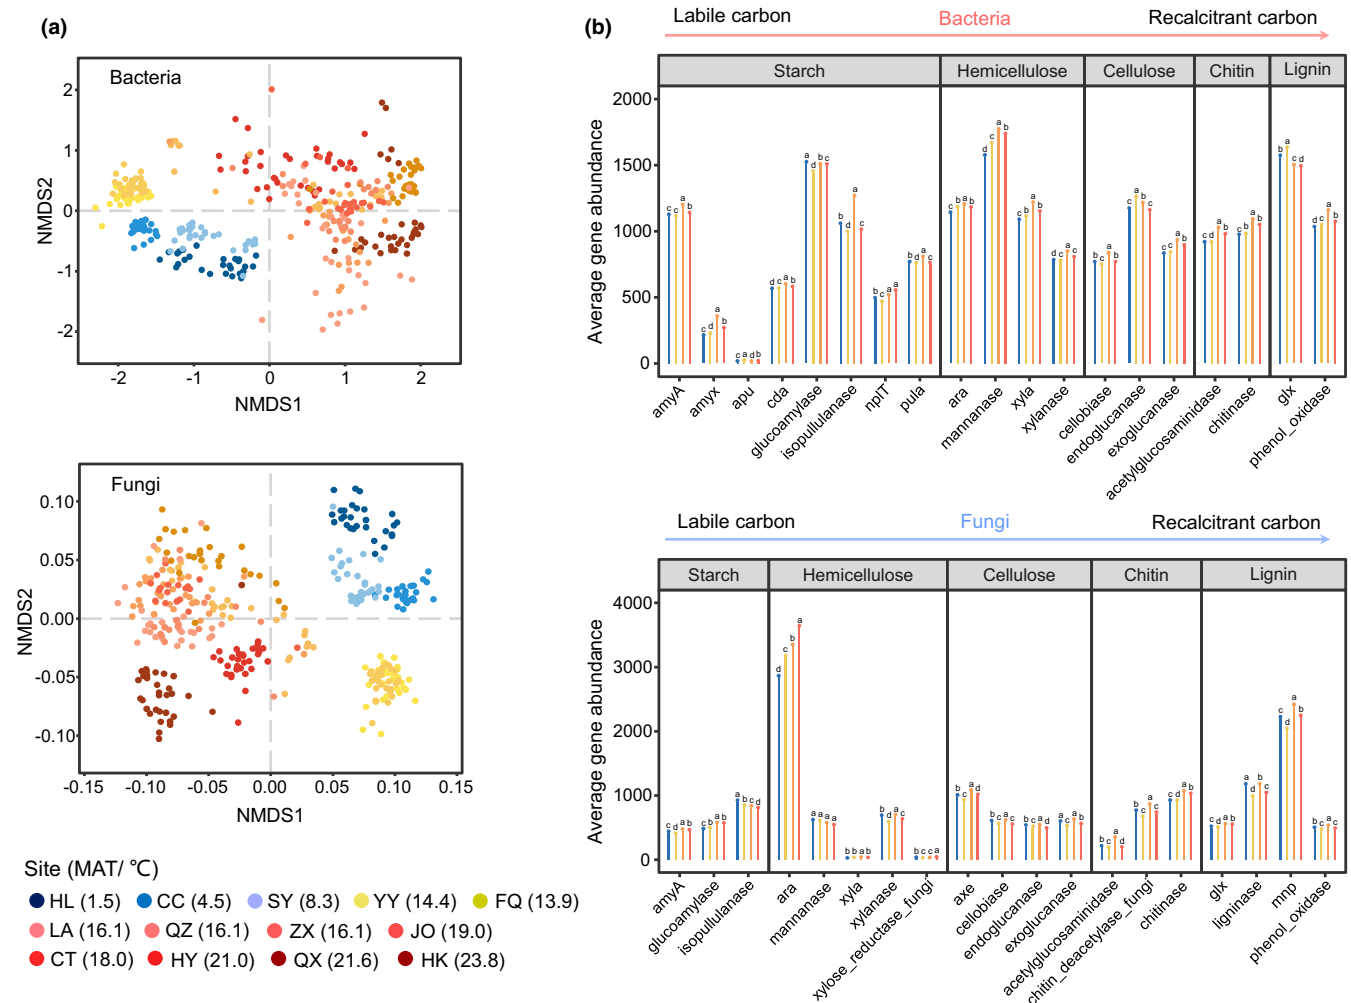 (a)
Bacteria
2
1
0
-1
-2
NMDS2
-2 -1 0 1 2
NMDS1
Fungi
0.10
0.05
0.00
-0.05
-0.10
NMDS2
-0.15 -0.10 -0.05 0.00 0.05 0.10 0.15
NMDS1
Site (MAT/ ℃)
HL (1.5) CC (4.5) SY (8.3) YY (14.4) FQ (13.9)
LA (16.1) QZ (16.1) ZX (16.1) JO (19.0)
CT (18.0) HY (21.0) QX (21.6) HK (23.8)
(b)
Labile carbon Bacteria Recalcitrant carbon
Starch Hemicellulose Cellulose Chitin Lignin
2000
1500
1000
500
0
Average gene abundance
c c a b
c d a b
c a d b
d c a b
a d b c
b c a c
b c a a
b d a c
c b a b
d c a b
c b a b
b c a b
b c a b
c a b c
c c a b
c c a b
c d a b
c b a b
b a c d
c c a b
amyA
amyx
apu
cda
glucoamylase
isopullulanase
nplT
pula
ara
mannanase
xyla
xylanase
cellobiase
endoglucanase
exoglucanase
acetylglucosaminidase
chitinase
glx
phenol_oxidase
Labile carbon Fungi Recalcitrant carbon
Starch Hemicellulose Cellulose Chitin Lignin
4000
3000
2000
1000
0
Average gene abundance
amyA
glucoamylase
isopullulanase
ara
mannanase
xyla
xylanase
xylose_reductase_fungi
axe
cellobiase
endoglucanase
exoglucanase
acetylglucosaminidase
chitin_deacetylase_fungi
chitinase
glx
ligninase
mnp
phenol_oxidase